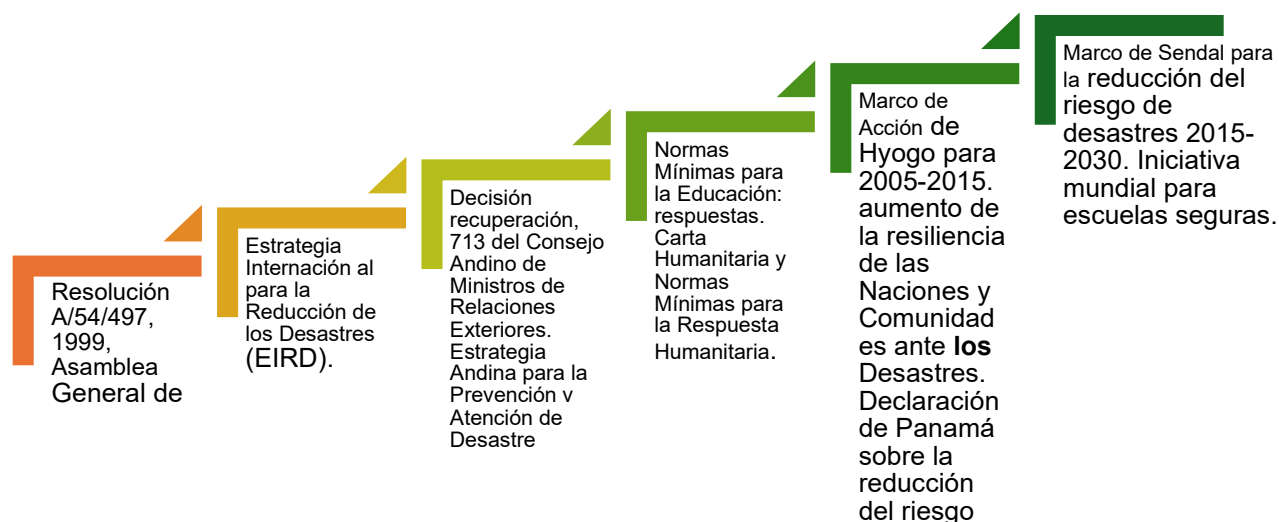 Resolución
A/54/497,
1999,
Asamblea
General de
Estrategia
Internación al
para la
Reducción de
los Desastres
(EIRD).
Decisión
recuperación,
713 del Consejo
Andino de
Ministros de
Relaciones
Exteriores.
Estrategia
Andina para la
Prevención v
Atención de
Desastre
Normas
Mínimas para
la Educación:
respuestas.
Carta
Humanitaria y
Normas
Mínimas para
la Respuesta
Humanitaria.
Marco de
Acción de
Hyogo para
2005-2015.
aumento de
la resiliencia
de las
Naciones y
Comunidad
es ante los
Desastres.
Declaración
de Panamá
sobre la
reducción
del riesgo
Marco de Sendal para
la reducción del
riesgo de
desastres 2015-
2030. Iniciativa
mundial para
escuelas seguras.